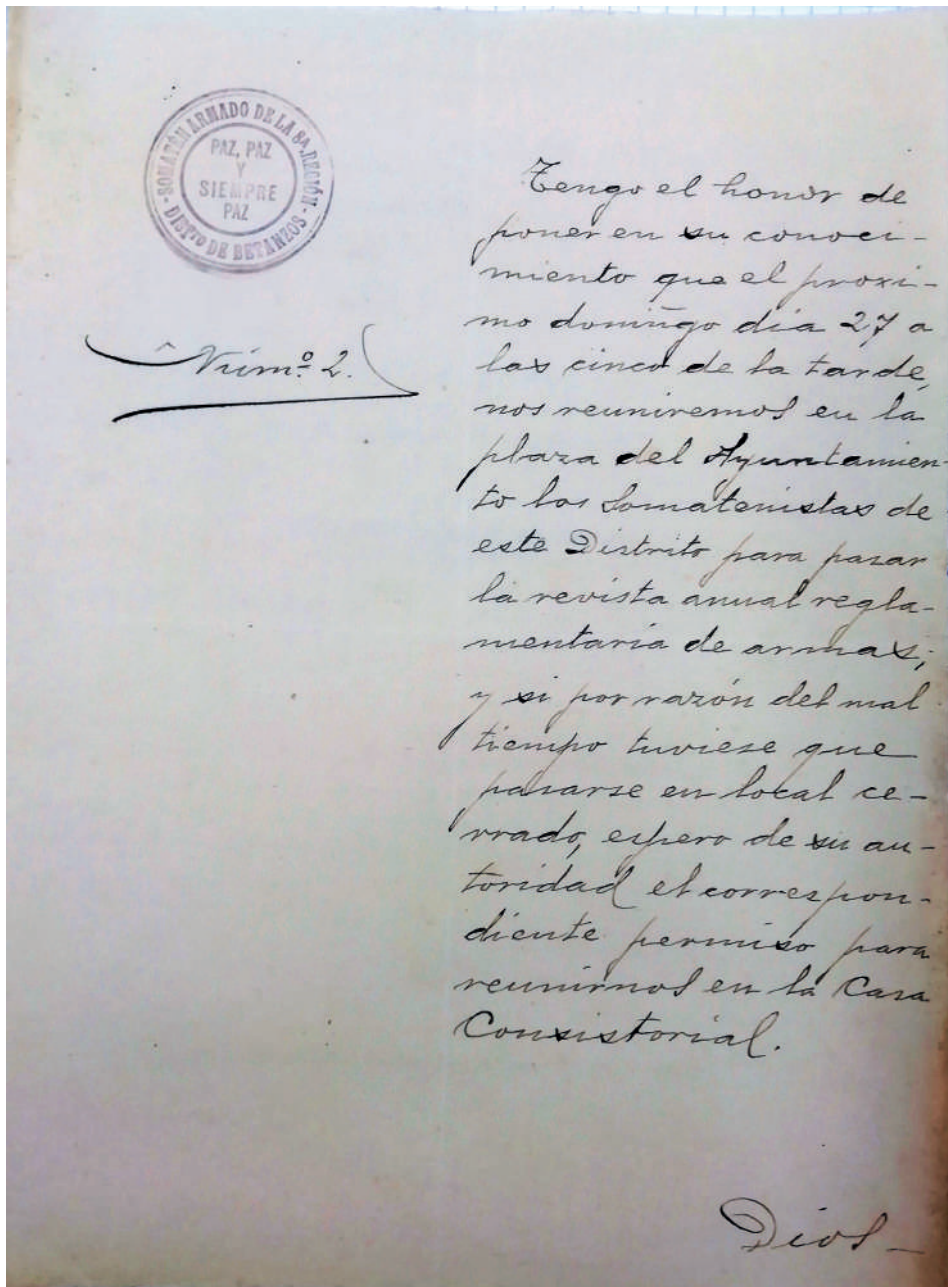 - SOMATÉN ARMADO DE LA 8A. REGIÓN -
DISTTO DE BETANZOS
PAZ, PAZ
Y
SIEMPRE
PAZ
Núm.º 2.
Tengo el honor de
poner en su conoci-
miento que el proxi-
mo domingo dia 27 a
las cinco de la tarde,
nos reuniremos en la
plaza del Ayuntamien-
to los Somatenistas de
este Distrito para pasar
la revista anual regla-
mentaria de armas;
y si por razón del mal
tiempo tuviese que
pasarse en local ce-
rrado, espero de su au-
toridad el correspon-
diente permiso para
reunirnos en la Casa
Consistorial.
Dios-